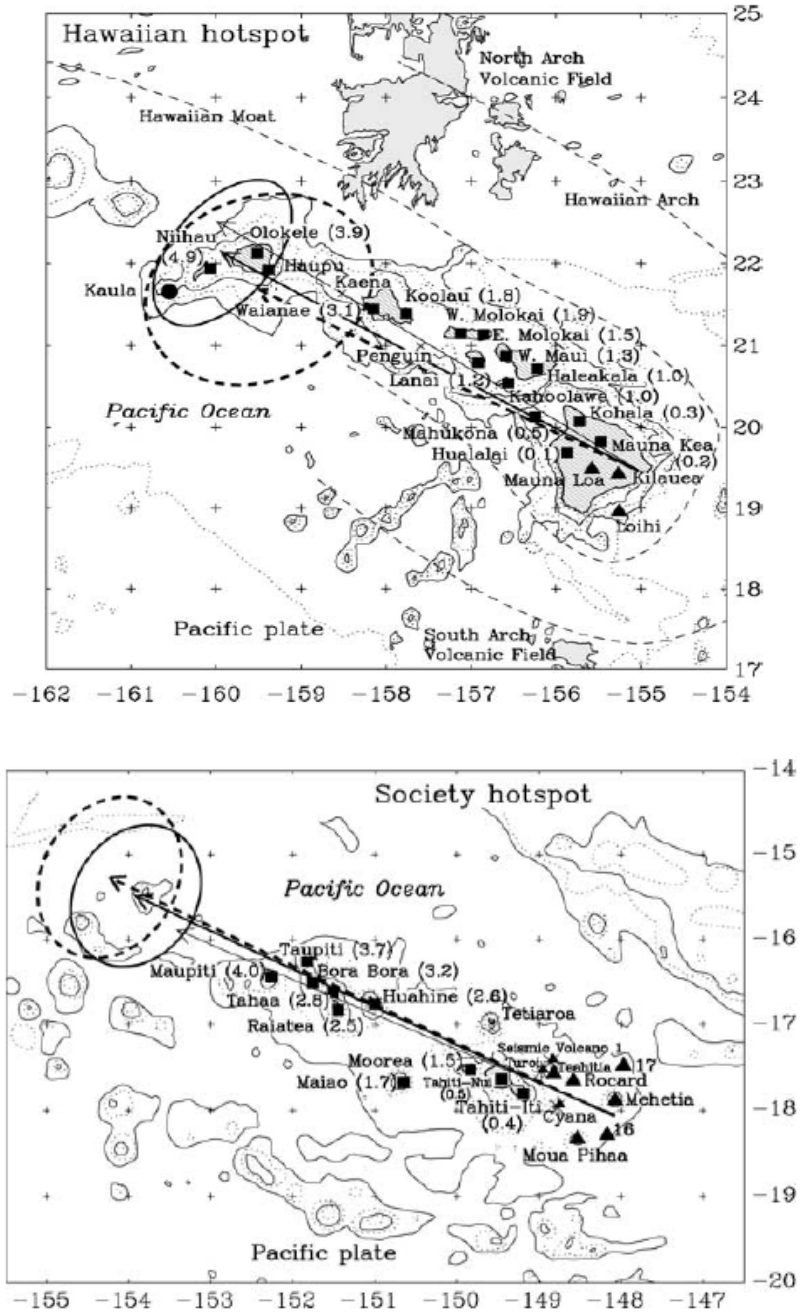 Hawaiian hotspot
North Arch
Volcanic Field
Hawaiian Moat
Hawaiian Arch
Niihau
(4.9)
Olokele (3.9)
Haupu
Kaula
Kaena
Koolau (1.8)
Waianae (3.1)
W. Molokai (1.9)
E. Molokai (1.5)
Penguin
W. Maui (1.3)
Lanai (1.2)
Haleakala (1.0)
Kahoolawe (1.0)
Pacific Ocean
Kohala (0.3)
Mahukona (0.5)
Mauna Kea
(0.2)
Hualalai (0.1)
Mauna Loa
Kilauea
Loihi
Pacific plate
South Arch
Volcanic Field
25
24
23
22
21
20
19
18
17
-162 -161 -160 -159 -158 -157 -156 -155 -154
Society hotspot
Pacific Ocean
Taupiti (3.7)
Maupiti (4.0)
Bora Bora (3.2)
Tahaa (2.8)
Huahine (2.6)
Raiatea (2.5)
Tetiaroa
Seismic Volcano 1
Turoi
Teahitia
17
Moorea (1.5)
Rocard
Maiao (1.7)
Tahiti-Nui
(0.5)
Mehetia
Tahiti-Iti
(0.4)
Cyana
16
Moua Pihaa
Pacific plate
-14
-15
-16
-17
-18
-19
-20
-155 -154 -153 -152 -151 -150 -149 -148 -147